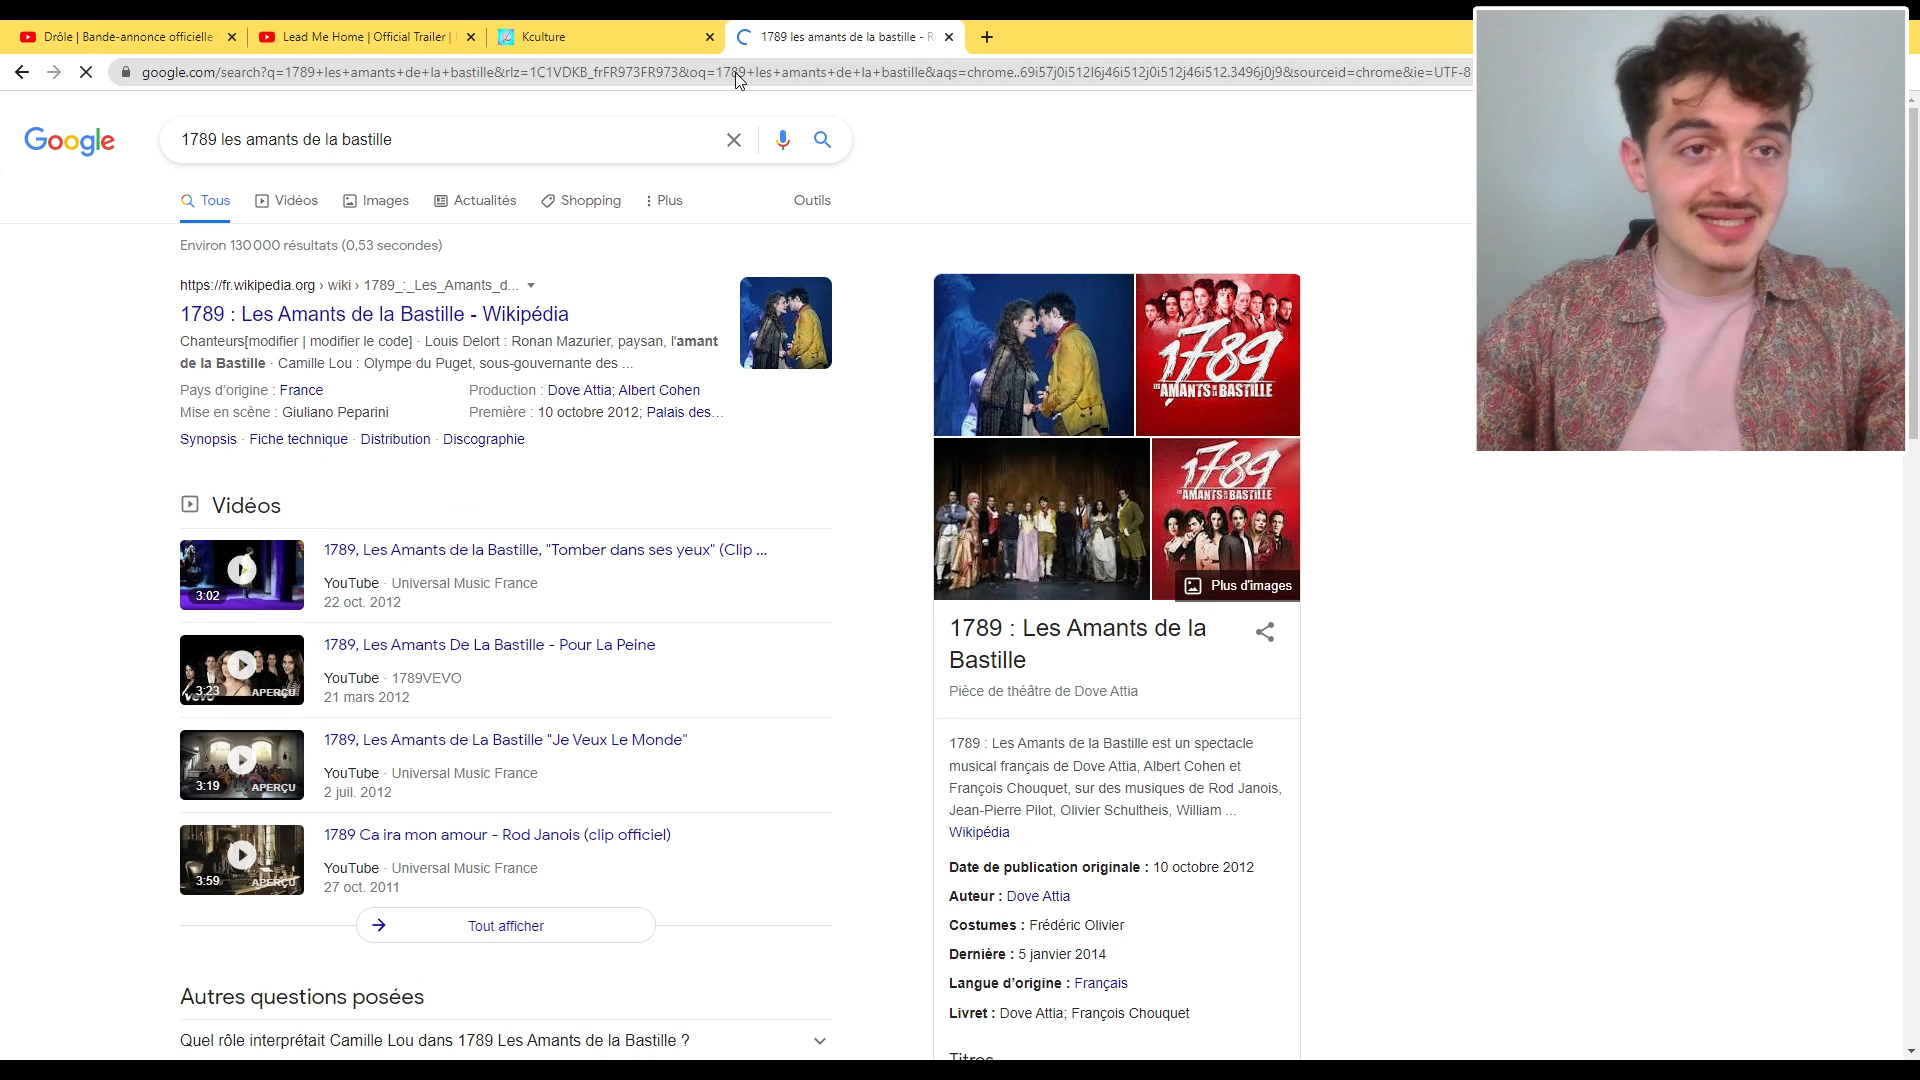 Drôle | Bande-annonce officielle
Lead Me Home | Official Trailer |
Kculture
1789 les amants de la bastille - R
google.com/search?q=1789+les+amants+de+la+bastille&rlz=1C1VDKB_frFR973FR973&oq=1789+les+amants+de+la+bastille&aqs=chrome..69i57j0i512l6j46i512j0i512j46i512.3496j0j9&sourceid=chrome&ie=UTF-8
Google
1789 les amants de la bastille
Tous
Vidéos
Images
Actualités
Shopping
Plus
Outils
Environ 130 000 résultats (0,53 secondes)
https://fr.wikipedia.org › wiki › 1789_:_Les_Amants_d...
1789 : Les Amants de la Bastille - Wikipédia
Chanteurs[modifier | modifier le code] · Louis Delort : Ronan Mazurier, paysan, l'amant
de la Bastille · Camille Lou : Olympe du Puget, sous-gouvernante des ...
Pays d'origine : France
Production : Dove Attia; Albert Cohen
Mise en scène : Giuliano Peparini
Première : 10 octobre 2012; Palais des...
Synopsis · Fiche technique · Distribution · Discographie
Vidéos
1789, Les Amants de la Bastille, "Tomber dans ses yeux" (Clip ...
YouTube · Universal Music France
22 oct. 2012
3:02
1789, Les Amants De La Bastille - Pour La Peine
YouTube · 1789VEVO
21 mars 2012
3:23
vevo
APERÇU
1789, Les Amants de La Bastille "Je Veux Le Monde"
YouTube · Universal Music France
2 juil. 2012
3:19
APERÇU
1789 Ca ira mon amour - Rod Janois (clip officiel)
YouTube · Universal Music France
27 oct. 2011
3:59
APERÇU
Tout afficher
Autres questions posées
Quel rôle interprétait Camille Lou dans 1789 Les Amants de la Bastille ?
1789
LES AMANTS DE LA BASTILLE
1789
LES AMANTS DE LA BASTILLE
Plus d'images
1789 : Les Amants de la
Bastille
Pièce de théâtre de Dove Attia
1789 : Les Amants de la Bastille est un spectacle
musical français de Dove Attia, Albert Cohen et
François Chouquet, sur des musiques de Rod Janois,
Jean-Pierre Pilot, Olivier Schultheis, William ...
Wikipédia
Date de publication originale : 10 octobre 2012
Auteur : Dove Attia
Costumes : Frédéric Olivier
Dernière : 5 janvier 2014
Langue d'origine : Français
Livret : Dove Attia; François Chouquet
Titres